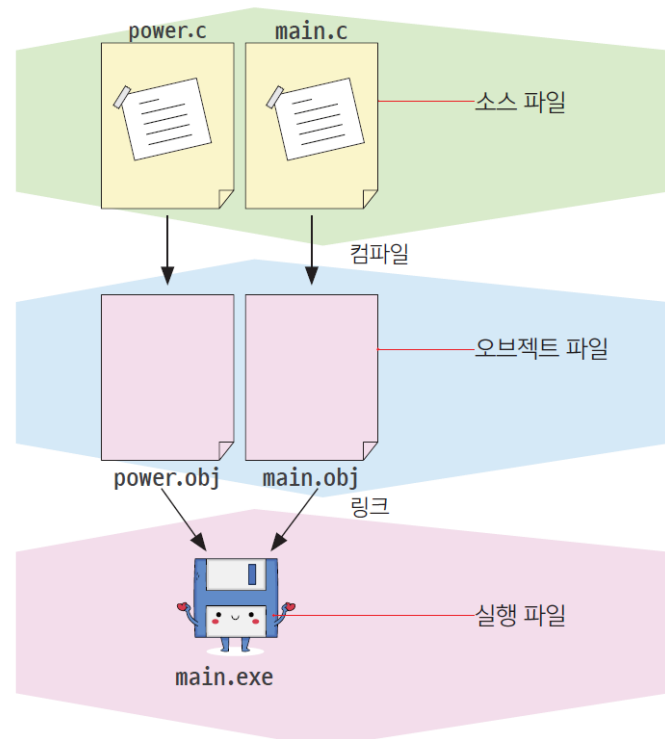 power.c
main.c
소스 파일
컴파일
오브젝트 파일
power.obj
main.obj
링크
실행 파일
main.exe